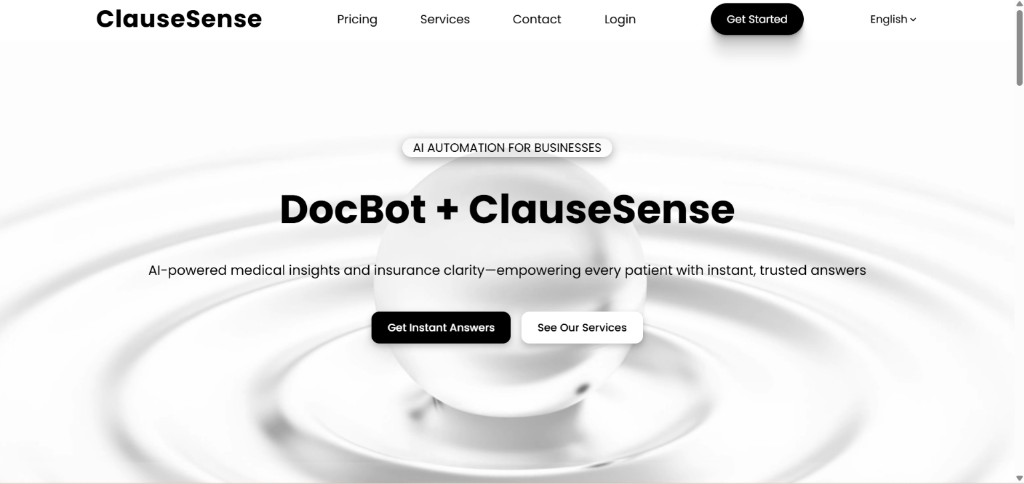 ClauseSense Pricing Services Contact Login Get Started English
AI AUTOMATION FOR BUSINESSES
DocBot + ClauseSense
AI-powered medical insights and insurance clarity—empowering every patient with instant, trusted answers
Get Instant Answers See Our Services